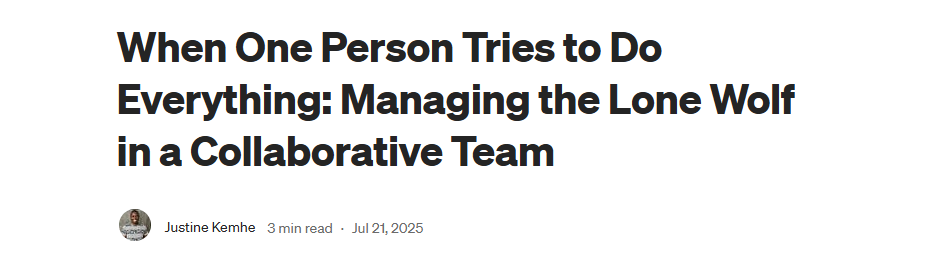 When One Person Tries to Do
Everything: Managing the Lone Wolf
in a Collaborative Team
Justine Kemhe 3 min read · Jul 21, 2025